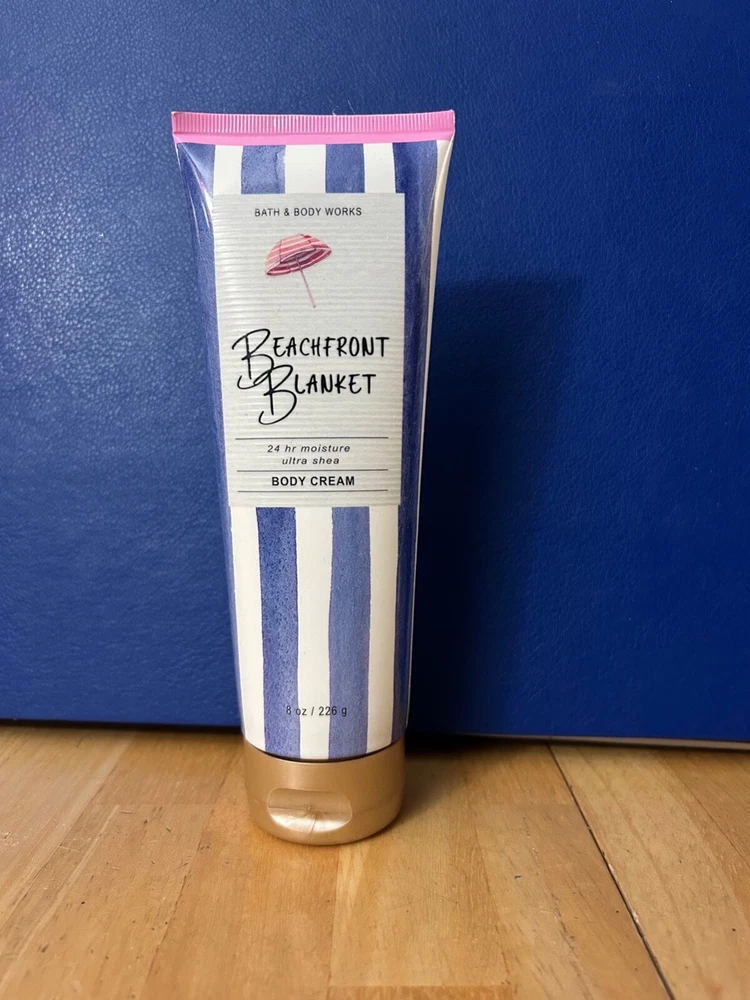 BATH & BODY WORKS
BEACHFRONT
BLANKET
24 hr moisture
ultra shea
BODY CREAM
8 oz / 226 g